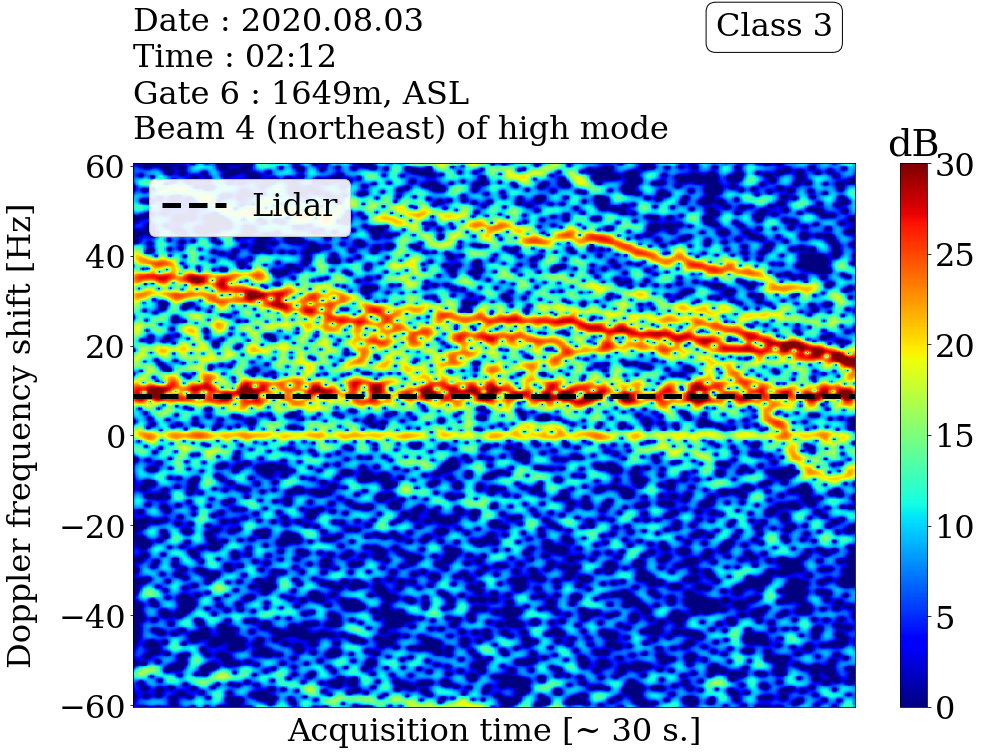 Date : 2020.08.03
Time : 02:12
Gate 6 : 1649m, ASL
Beam 4 (northeast) of high mode
Class 3
dB
Lidar
60
40
20
0
−20
−40
−60
Doppler frequency shift [Hz]
Acquisition time [~ 30 s.]
30
25
20
15
10
5
0